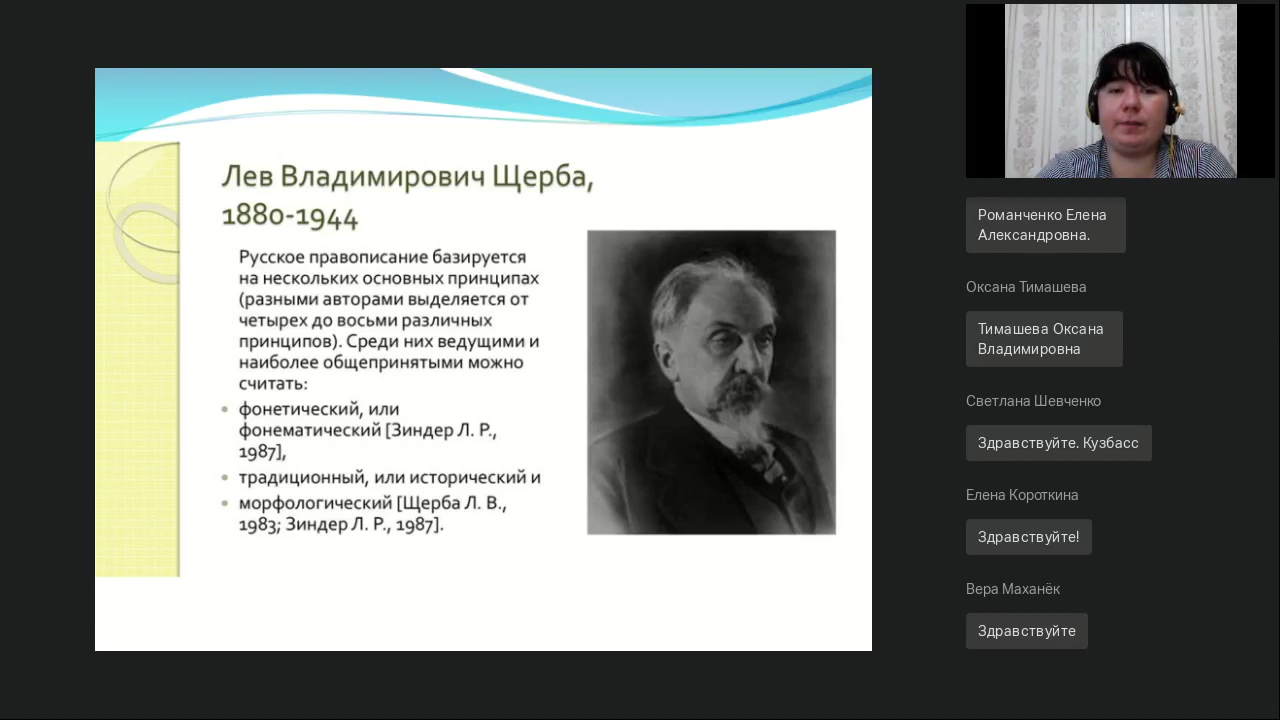 Лев Владимирович Щерба,
1880-1944
Русское правописание базируется
на нескольких основных принципах
(разными авторами выделяется от
четырех до восьми различных
принципов). Среди них ведущими и
наиболее общепринятыми можно
считать:
фонетический, или
фонематический [Зиндер Л. Р.,
1987],
традиционный, или исторический и
морфологический [Щерба Л. В.,
1983; Зиндер Л. Р., 1987].
Романченко Елена
Александровна.
Оксана Тимашева
Тимашева Оксана
Владимировна
Светлана Шевченко
Здравствуйте. Кузбасс
Елена Короткина
Здравствуйте!
Вера Маханёк
Здравствуйте